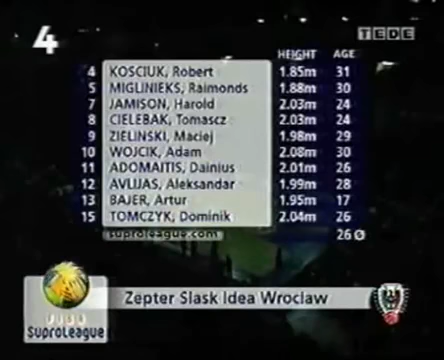 4
TEDE
HEIGHT AGE
4 KOSCIUK, Robert 1.85m 31
5 MIGLINIEKS, Raimonds 1.88m 30
7 JAMISON, Harold 2.03m 24
8 CIELEBAK, Tomascz 2.03m 24
9 ZIELINSKI, Maciej 1.98m 29
10 WOJCIK, Adam 2.08m 30
11 ADOMAITIS, Dainius 2.01m 26
12 AVLIJAS, Aleksandar 1.99m 28
13 BAJER, Artur 1.95m 17
15 TOMCZYK, Dominik 2.04m 26
suproleague.com 26 Ø
Zepter Slask Idea Wroclaw
FIBA
SuproLeague